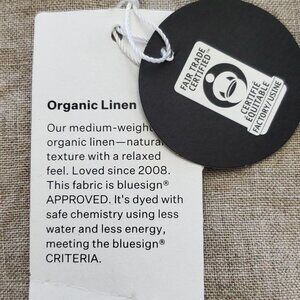 FAIR TRADE
CERTIFIED™
CERTIFIÉ
ÉQUITABLE
FACTORY/USINE
Organic Linen
Our medium-weight
organic linen—natural
texture with a relaxed
feel. Loved since 2008.
This fabric is bluesign®
APPROVED. It's dyed with
safe chemistry using less
water and less energy,
meeting the bluesign®
CRITERIA.